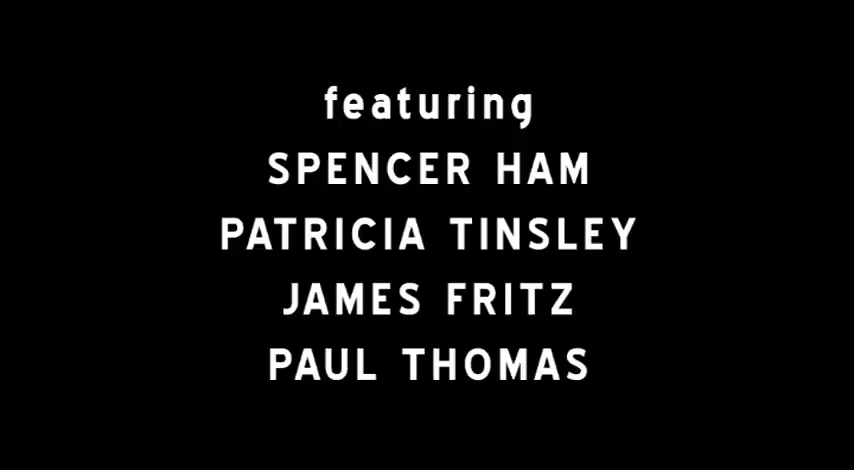 featuring
SPENCER HAM
PATRICIA TINSLEY
JAMES FRITZ
PAUL THOMAS